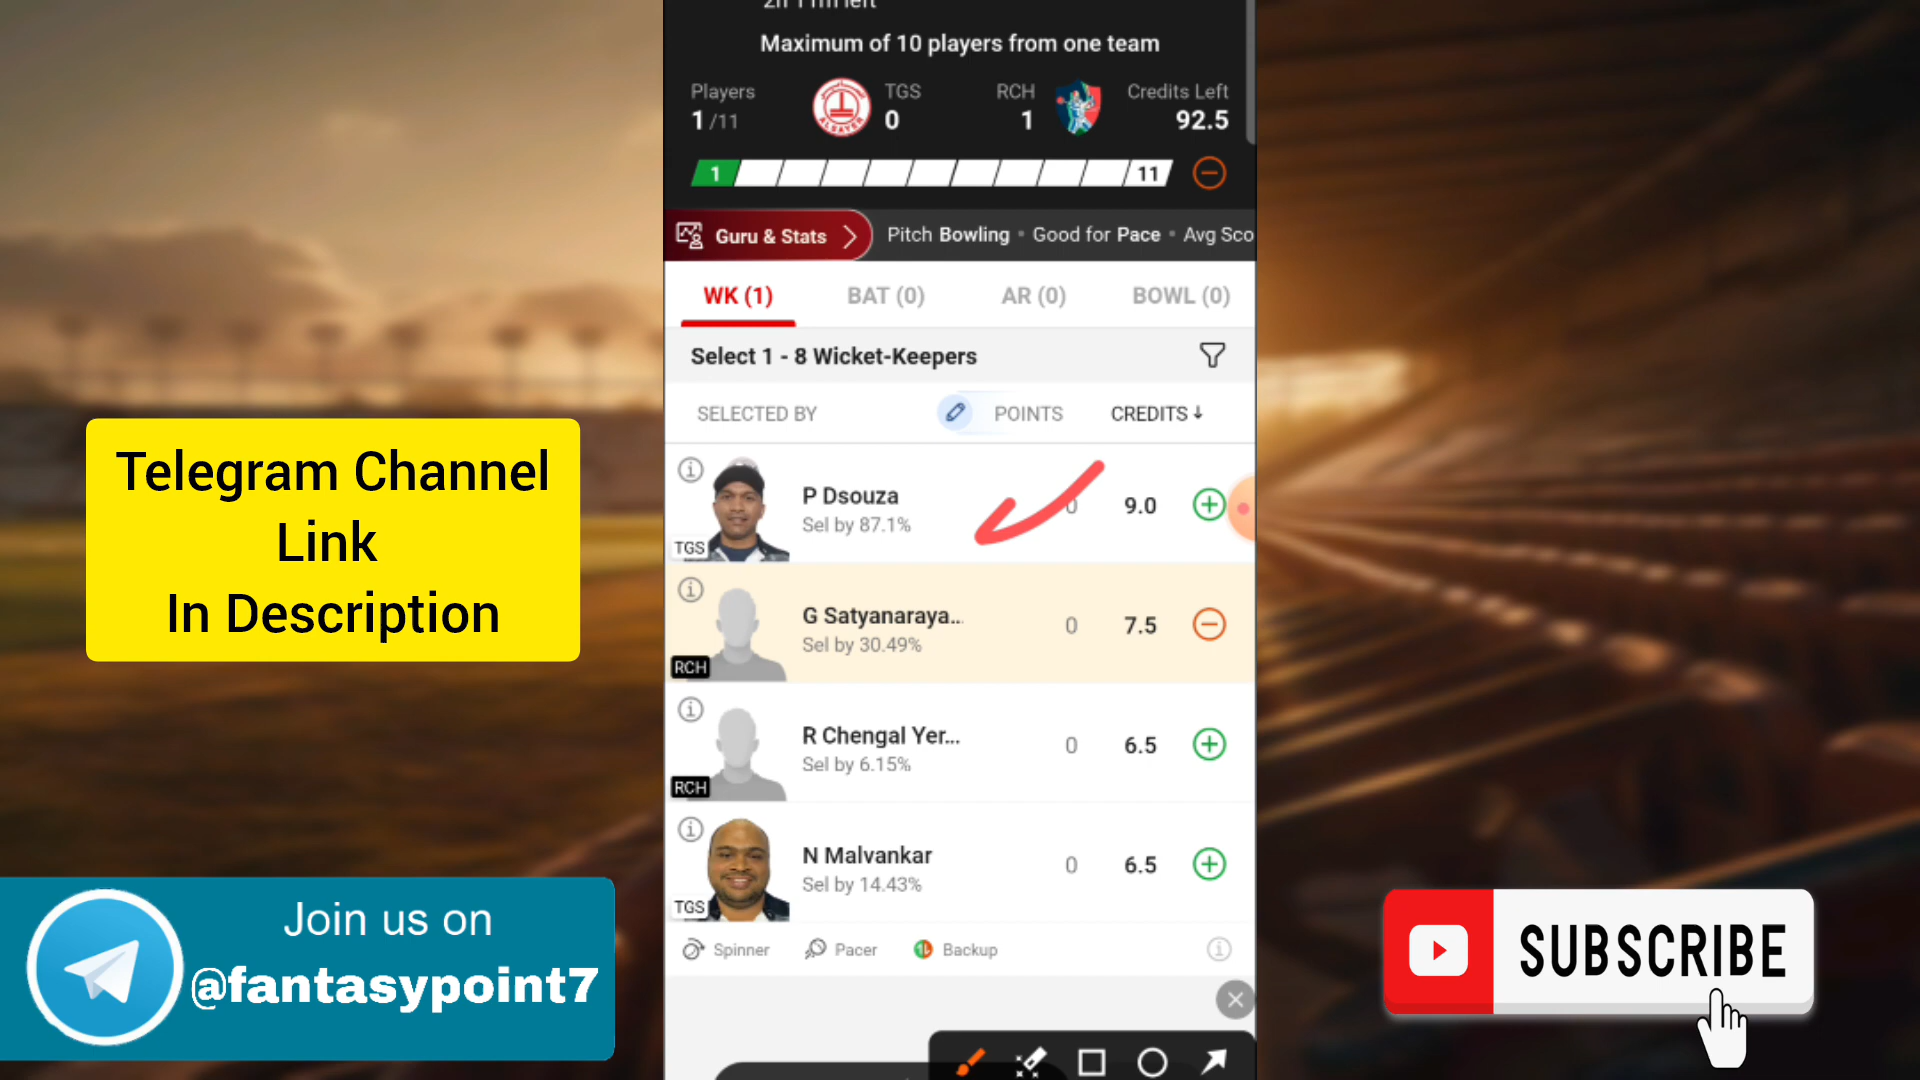 2h 11m left
Maximum of 10 players from one team
Players
1 /11
TGS
0
RCH
1
Credits Left
92.5
1
11
Guru & Stats
Pitch Bowling • Good for Pace • Avg Sco
WK (1)
BAT (0)
AR (0)
BOWL (0)
Select 1 - 8 Wicket-Keepers
SELECTED BY
POINTS
CREDITS ↓
P Dsouza
Sel by 87.1%
TGS
0
9.0
G Satyanaraya...
Sel by 30.49%
RCH
0
7.5
R Chengal Yer...
Sel by 6.15%
RCH
0
6.5
N Malvankar
Sel by 14.43%
TGS
0
6.5
Spinner
Pacer
Backup
Telegram Channel
Link
In Description
Join us on
@fantasypoint7
SUBSCRIBE